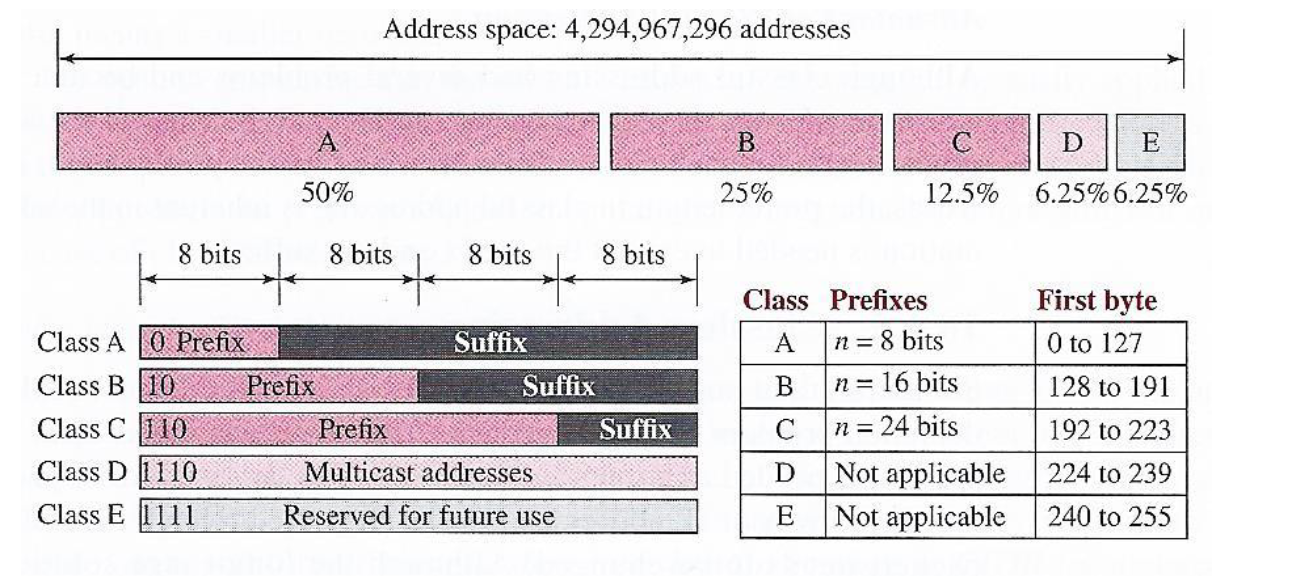 Address space: 4,294,967,296 addresses
A B C D E
50% 25% 12.5% 6.25% 6.25%
8 bits 8 bits 8 bits 8 bits
Class A 0 Prefix Suffix
Class B 10 Prefix Suffix
Class C 110 Prefix Suffix
Class D 1110 Multicast addresses
Class E 1111 Reserved for future use
Class Prefixes First byte
A n = 8 bits 0 to 127
B n = 16 bits 128 to 191
C n = 24 bits 192 to 223
D Not applicable 224 to 239
E Not applicable 240 to 255